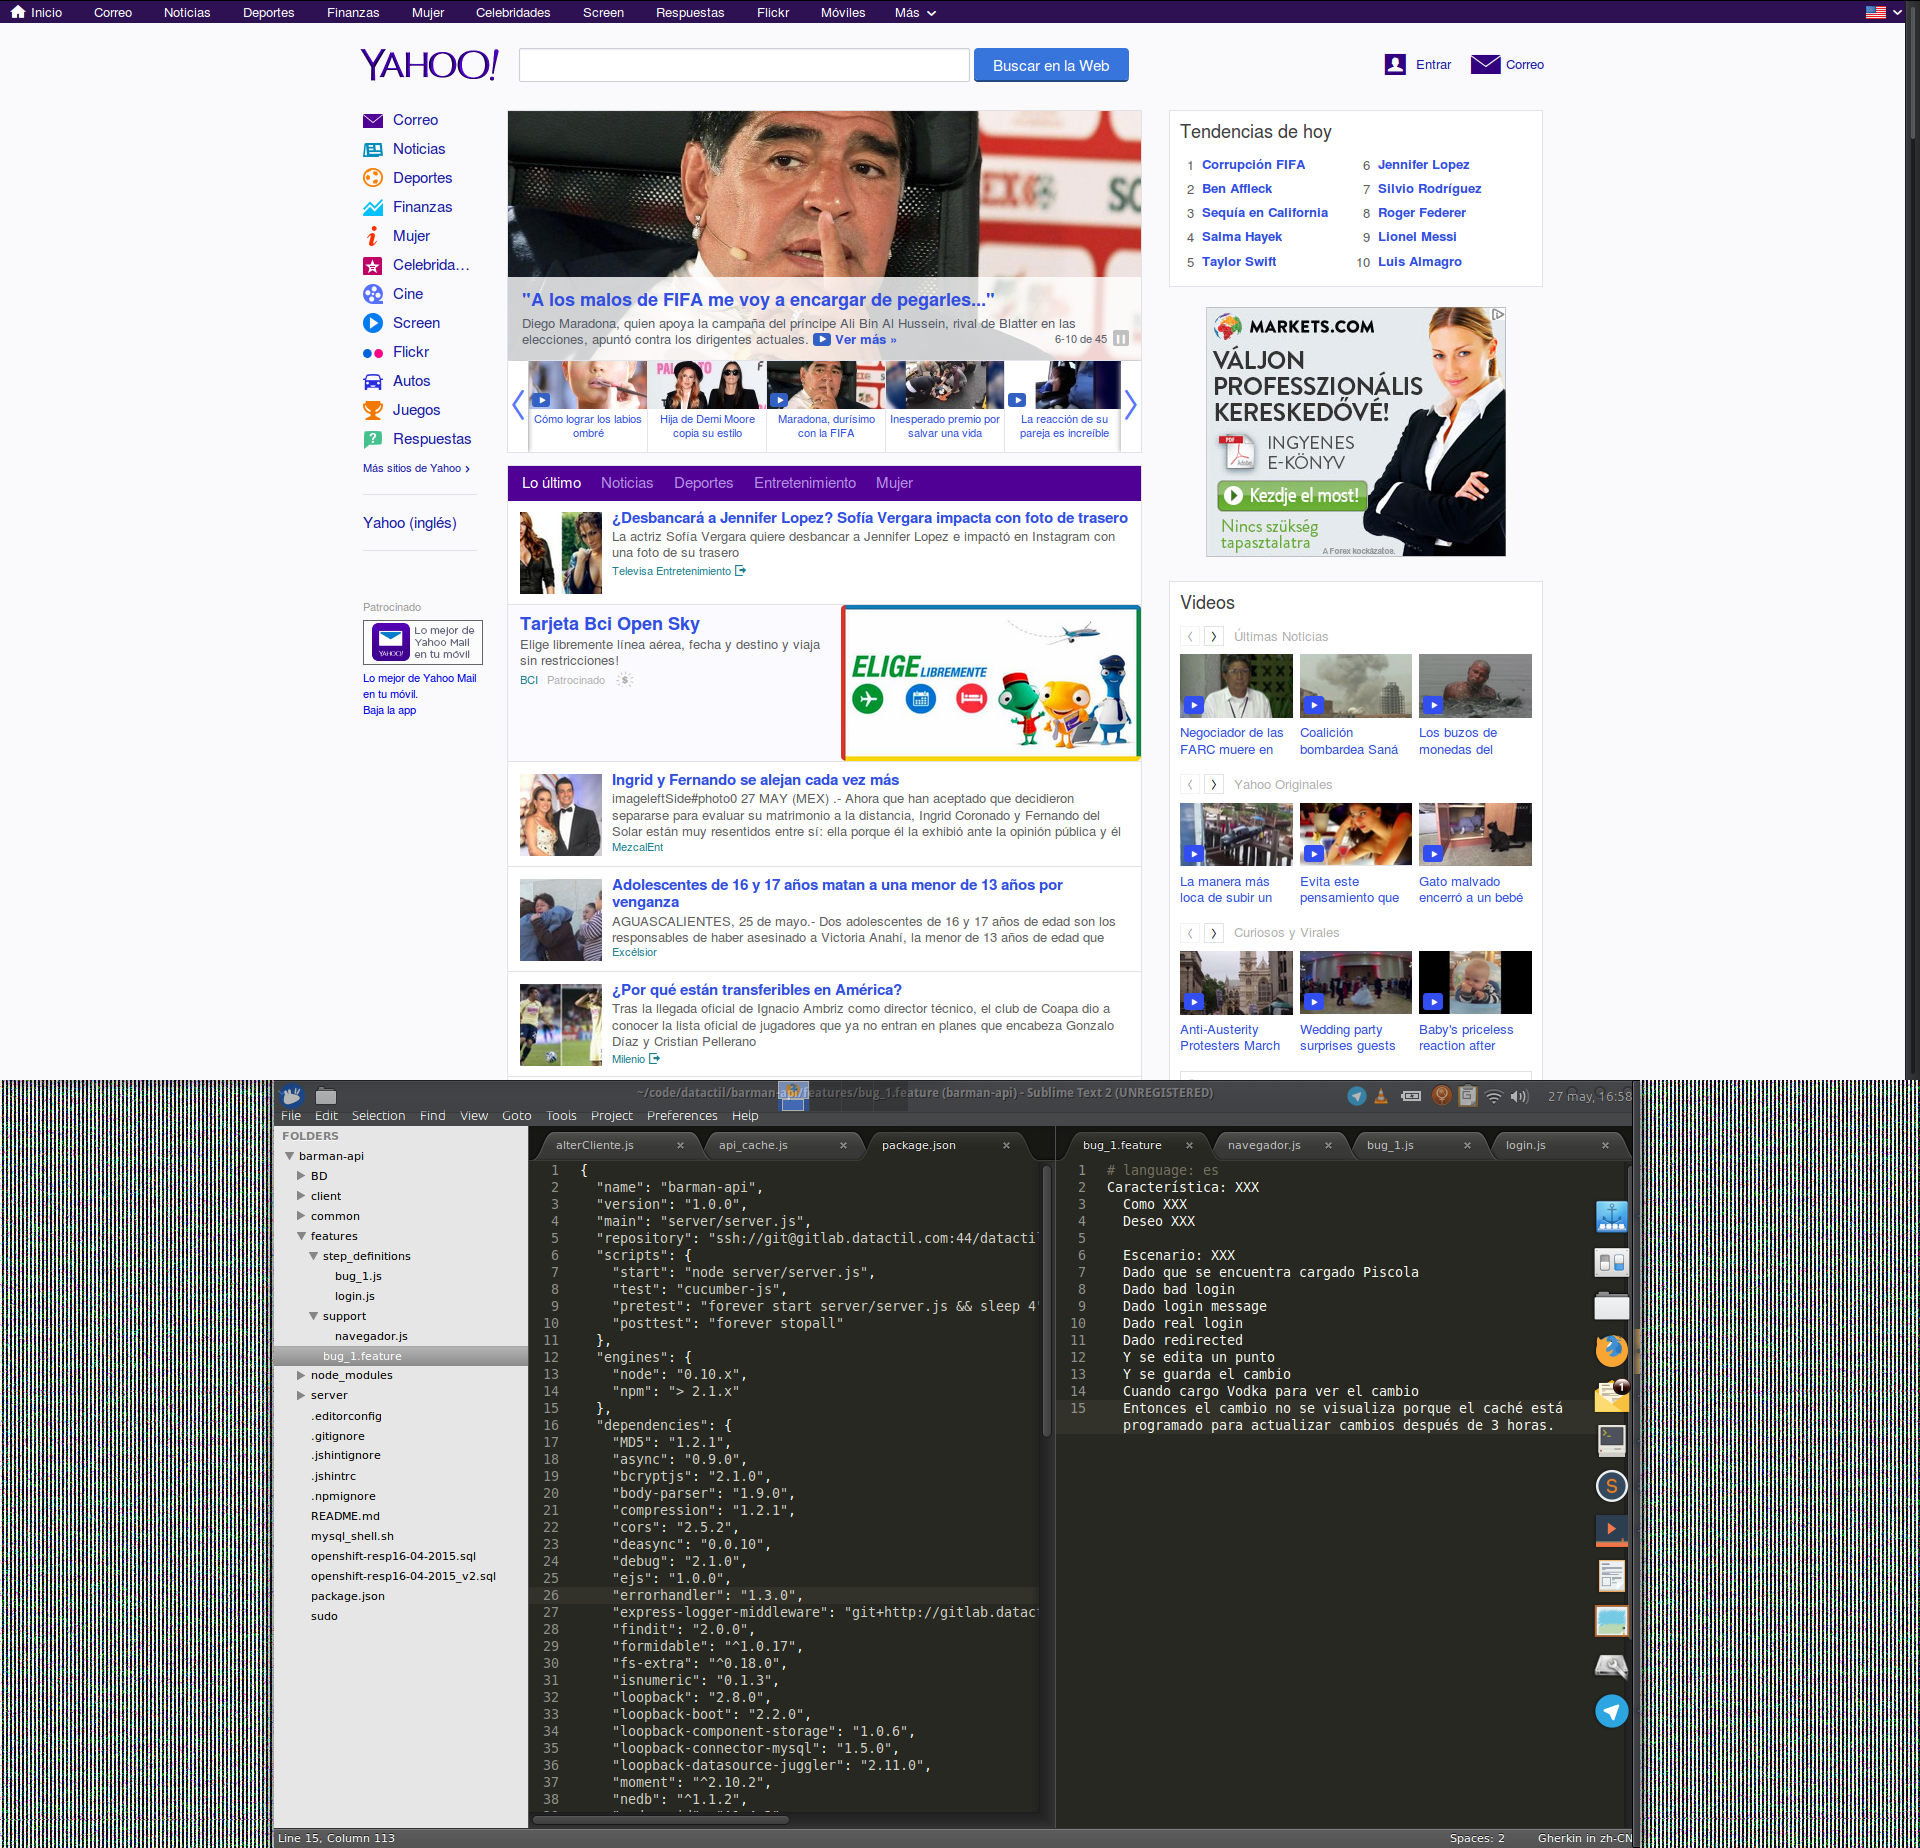 Inicio Correo Noticias Deportes Finanzas Mujer Celebridades Screen Respuestas Flickr Móviles Más
YAHOO!
Buscar en la Web
Entrar Correo
Correo
Noticias
Deportes
Finanzas
Mujer
Celebrida...
Cine
Screen
Flickr
Autos
Juegos
Respuestas
Más sitios de Yahoo ›
Yahoo (inglés)
Patrocinado
Lo mejor de
Yahoo Mail
en tu móvil
YAHOO!
Lo mejor de Yahoo Mail
en tu móvil.
Baja la app
"A los malos de FIFA me voy a encargar de pegarles..."
Diego Maradona, quien apoya la campaña del príncipe Ali Bin Al Hussein, rival de Blatter en las
elecciones, apuntó contra los dirigentes actuales. Ver más »
6-10 de 45
Cómo lograr los labios
ombré
Hija de Demi Moore
copia su estilo
Maradona, durísimo
con la FIFA
Inesperado premio por
salvar una vida
La reacción de su
pareja es increíble
Lo último Noticias Deportes Entretenimiento Mujer
¿Desbancará a Jennifer Lopez? Sofía Vergara impacta con foto de trasero
La actriz Sofía Vergara quiere desbancar a Jennifer Lopez e impactó en Instagram con
una foto de su trasero
Televisa Entretenimiento
Tarjeta Bci Open Sky
Elige libremente línea aérea, fecha y destino y viaja
sin restricciones!
BCI Patrocinado
ELIGE LIBREMENTE
Ingrid y Fernando se alejan cada vez más
imageleftSide#photo0 27 MAY (MEX) .- Ahora que han aceptado que decidieron
separarse para evaluar su matrimonio a la distancia, Ingrid Coronado y Fernando del
Solar están muy resentidos entre sí: ella porque él la exhibió ante la opinión pública y él
MezcalEnt
Adolescentes de 16 y 17 años matan a una menor de 13 años por
venganza
AGUASCALIENTES, 25 de mayo.- Dos adolescentes de 16 y 17 años de edad son los
responsables de haber asesinado a Victoria Anahí, la menor de 13 años de edad que
Excélsior
¿Por qué están transferibles en América?
Tras la llegada oficial de Ignacio Ambriz como director técnico, el club de Coapa dio a
conocer la lista oficial de jugadores que ya no entran en planes que encabeza Gonzalo
Díaz y Cristian Pellerano
Milenio
Tendencias de hoy
1 Corrupción FIFA
2 Ben Affleck
3 Sequía en California
4 Salma Hayek
5 Taylor Swift
6 Jennifer Lopez
7 Silvio Rodríguez
8 Roger Federer
9 Lionel Messi
10 Luis Almagro
MARKETS.COM
VÁLJON
PROFESSZIONÁLIS
KERESKEDŐVÉ!
PDF
Adobe
INGYENES
E-KÖNYV
Kezdje el most!
Nincs szükség
tapasztalatra
A Forex kockázatos.
Videos
Últimas Noticias
Negociador de las
FARC muere en
Coalición
bombardea Saná
Los buzos de
monedas del
Yahoo Originales
La manera más
loca de subir un
Evita este
pensamiento que
Gato malvado
encerró a un bebé
Curiosos y Virales
Anti-Austerity
Protesters March
Wedding party
surprises guests
Baby's priceless
reaction after
~/code/datactil/barman-api/features/bug_1.feature (barman-api) - Sublime Text 2 (UNREGISTERED)
27 may, 16:58
File Edit Selection Find View Goto Tools Project Preferences Help
FOLDERS
barman-api
BD
client
common
features
step_definitions
bug_1.js
login.js
support
navegador.js
bug_1.feature
node_modules
server
.editorconfig
.gitignore
.jshintignore
.jshintrc
.npmignore
README.md
mysql_shell.sh
openshift-resp16-04-2015.sql
openshift-resp16-04-2015_v2.sql
package.json
sudo
alterCliente.js api_cache.js package.json
1 {
2 "name": "barman-api",
3 "version": "1.0.0",
4 "main": "server/server.js",
5 "repository": "ssh://git@gitlab.datactil.com:44/datactil
6 "scripts": {
7 "start": "node server/server.js",
8 "test": "cucumber-js",
9 "pretest": "forever start server/server.js && sleep 4"
10 "posttest": "forever stopall"
11 },
12 "engines": {
13 "node": "0.10.x",
14 "npm": "> 2.1.x"
15 },
16 "dependencies": {
17 "MD5": "1.2.1",
18 "async": "0.9.0",
19 "bcryptjs": "2.1.0",
20 "body-parser": "1.9.0",
21 "compression": "1.2.1",
22 "cors": "2.5.2",
23 "deasync": "0.0.10",
24 "debug": "2.1.0",
25 "ejs": "1.0.0",
26 "errorhandler": "1.3.0",
27 "express-logger-middleware": "git+http://gitlab.datact
28 "findit": "2.0.0",
29 "formidable": "^1.0.17",
30 "fs-extra": "^0.18.0",
31 "isnumeric": "0.1.3",
32 "loopback": "2.8.0",
33 "loopback-boot": "2.2.0",
34 "loopback-component-storage": "1.0.6",
35 "loopback-connector-mysql": "1.5.0",
36 "loopback-datasource-juggler": "2.11.0",
37 "moment": "^2.10.2",
38 "nedb": "^1.1.2",
bug_1.feature navegador.js bug_1.js login.js
1 # language: es
2 Característica: XXX
3 Como XXX
4 Deseo XXX
5
6 Escenario: XXX
7 Dado que se encuentra cargado Piscola
8 Dado bad login
9 Dado login message
10 Dado real login
11 Dado redirected
12 Y se edita un punto
13 Y se guarda el cambio
14 Cuando cargo Vodka para ver el cambio
15 Entonces el cambio no se visualiza porque el caché está
programado para actualizar cambios después de 3 horas.
Line 15, Column 113
Spaces: 2 Gherkin in zh-CN